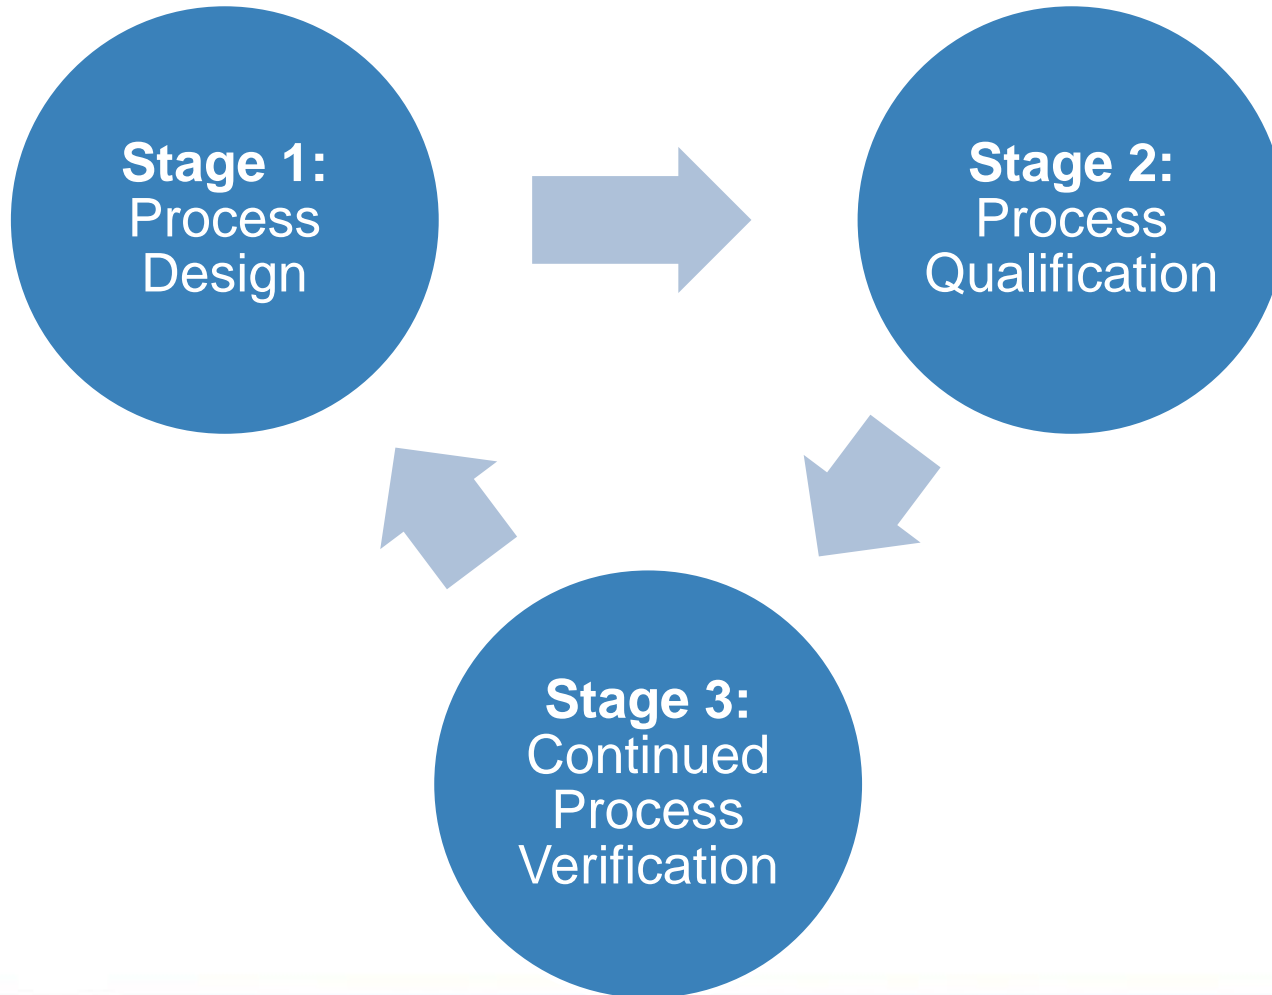 Stage 1:
Process
Design
Stage 2:
Process
Qualification
Stage 3:
Continued
Process
Verification